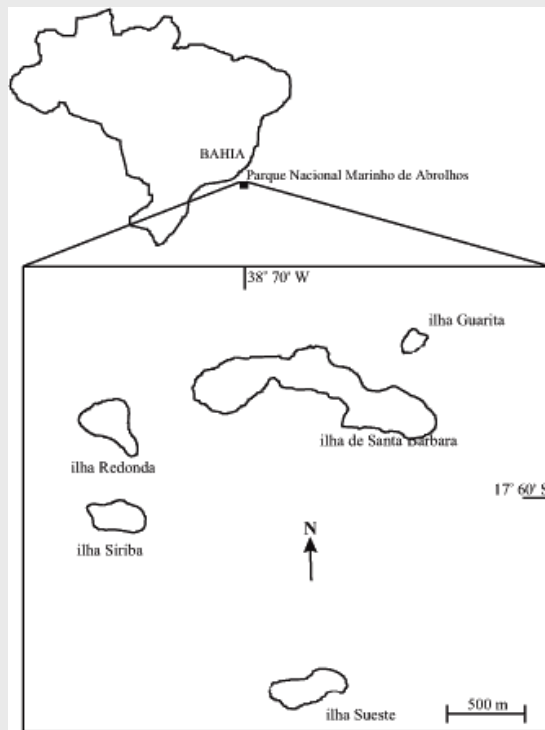 BAHIA
Parque Nacional Marinho de Abrolhos
38° 70' W
ilha Guarita
ilha de Santa Bárbara
ilha Redonda
17° 60' S
N
ilha Siriba
500 m
ilha Sueste